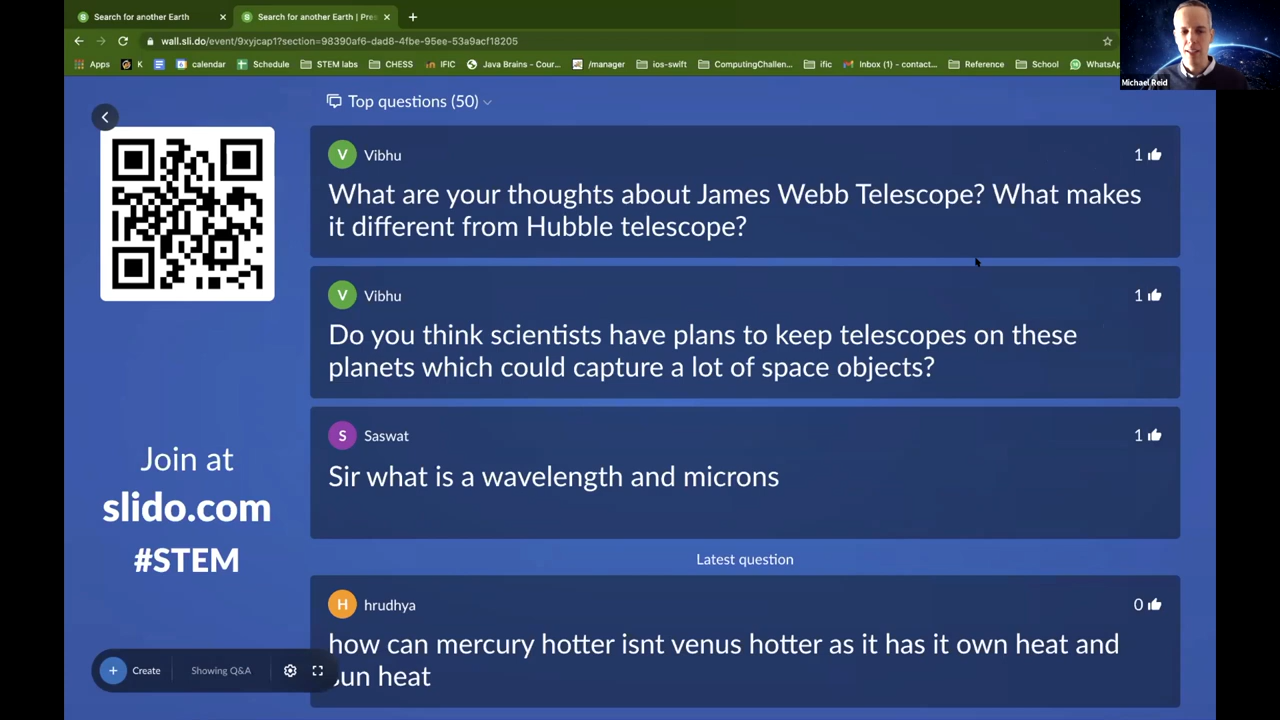 Search for another Earth
Search for another Earth | Pres
wall.sli.do/event/9xyjcap1?section=98390af6-dad8-4fbe-95ee-53a9acf18205
Apps K calendar Schedule STEM labs CHESS IFIC Java Brains - Cour... /manager ios-swift ComputingChallen... ific Inbox (1) - contact... Reference School WhatsAp
Michael Reid
Top questions (50)
V Vibhu 1
What are your thoughts about James Webb Telescope? What makes
it different from Hubble telescope?
V Vibhu 1
Do you think scientists have plans to keep telescopes on these
planets which could capture a lot of space objects?
S Saswat 1
Sir what is a wavelength and microns
Join at
slido.com
#STEM
Latest question
H hrudhya 0
how can mercury hotter isnt venus hotter as it has it own heat and
sun heat
+ Create Showing Q&A